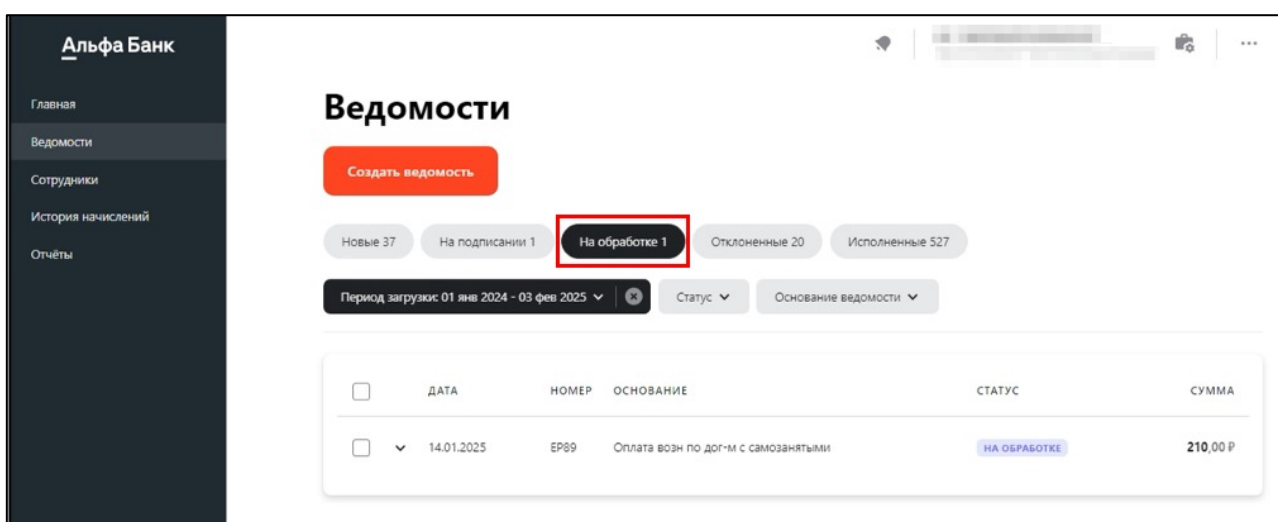 Альфа Банк
Главная
Ведомости
Сотрудники
История начислений
Отчёты
Ведомости
Создать ведомость
Новые 37 На подписании 1 На обработке 1 Отклоненные 20 Исполненные 527
Период загрузки: 01 янв 2024 - 03 фев 2025 Статус Основание ведомости
ДАТА НОМЕР ОСНОВАНИЕ СТАТУС СУММА
14.01.2025 EP89 Оплата возн по дог-м с самозанятыми НА ОБРАБОТКЕ 210,00 ₽